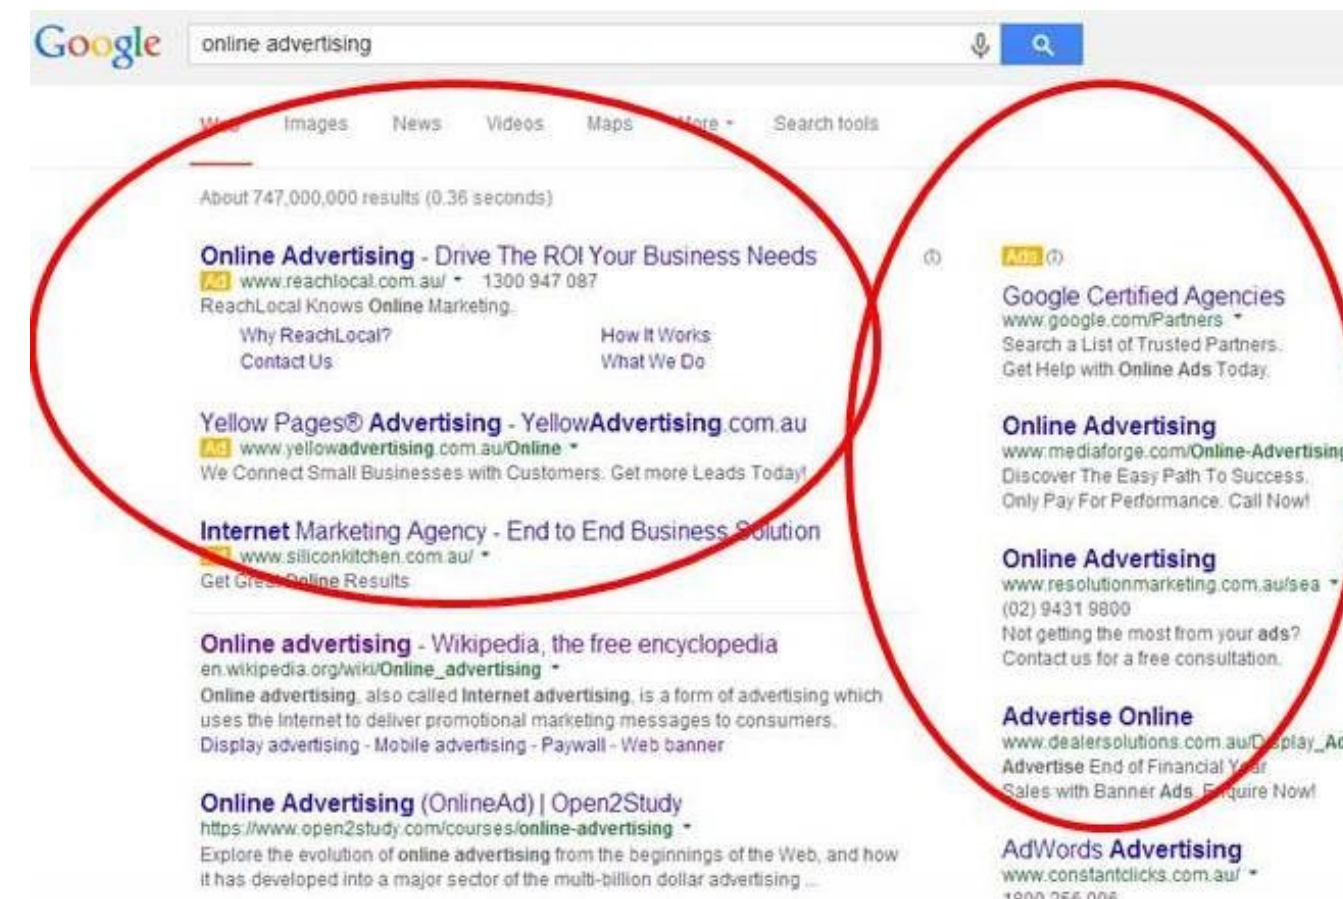 Google
online advertising
Web Images News Videos Maps More Search tools
About 747,000,000 results (0.36 seconds)
Online Advertising - Drive The ROI Your Business Needs
Ad www.reachlocal.com.au/ 1300 947 087
ReachLocal Knows Online Marketing.
Why ReachLocal? How It Works
Contact Us What We Do
Yellow Pages® Advertising - YellowAdvertising.com.au
Ad www.yellowadvertising.com.au/Online
We Connect Small Businesses with Customers. Get more Leads Today!
Internet Marketing Agency - End to End Business Solution
Ad www.siliconkitchen.com.au/
Get Great Online Results
Online advertising - Wikipedia, the free encyclopedia
en.wikipedia.org/wiki/Online_advertising
Online advertising, also called Internet advertising, is a form of advertising which
uses the Internet to deliver promotional marketing messages to consumers.
Display advertising - Mobile advertising - Paywall - Web banner
Online Advertising (OnlineAd) | Open2Study
https://www.open2study.com/courses/online-advertising
Explore the evolution of online advertising from the beginnings of the Web, and how
it has developed into a major sector of the multi-billion dollar advertising ...
Ads
Google Certified Agencies
www.google.com/Partners
Search a List of Trusted Partners.
Get Help with Online Ads Today.
Online Advertising
www.mediaforge.com/Online-Advertising
Discover The Easy Path To Success.
Only Pay For Performance. Call Now!
Online Advertising
www.resolutionmarketing.com.au/sea
(02) 9431 9800
Not getting the most from your ads?
Contact us for a free consultation.
Advertise Online
www.dealersolutions.com.au/Display_Ad
Advertise End of Financial Year
Sales with Banner Ads. Enquire Now!
AdWords Advertising
www.constantclicks.com.au/